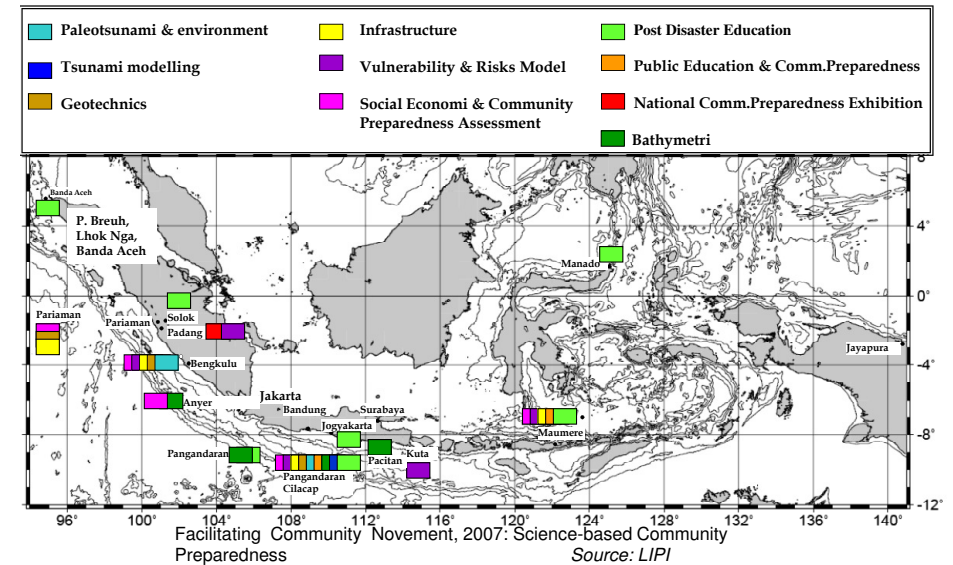 Paleotsunami & environment
Tsunami modelling
Geotechnics
Infrastructure
Vulnerability & Risks Model
Social Economi & Community
Preparedness Assessment
Post Disaster Education
Public Education & Comm.Preparedness
National Comm.Preparedness Exhibition
Bathymetri
8
Banda Aceh
P. Breuh,
Lhok Nga,
Banda Aceh
4°
Manado
0°
Pariaman
Pariaman
Solok
Padang
Jayapura
Bengkulu
-4°
Jakarta
Anyer
Bandung
Surabaya
Jogyakarta
Maumere
-8°
Pangandaran
Pacitan
Kuta
Pangandaran
Cilacap
-12°
96° 100° 104° 108° 112° 116° 120° 124° 128° 132° 136° 140°
Facilitating Community Novement, 2007: Science-based Community
Preparedness
Source: LIPI